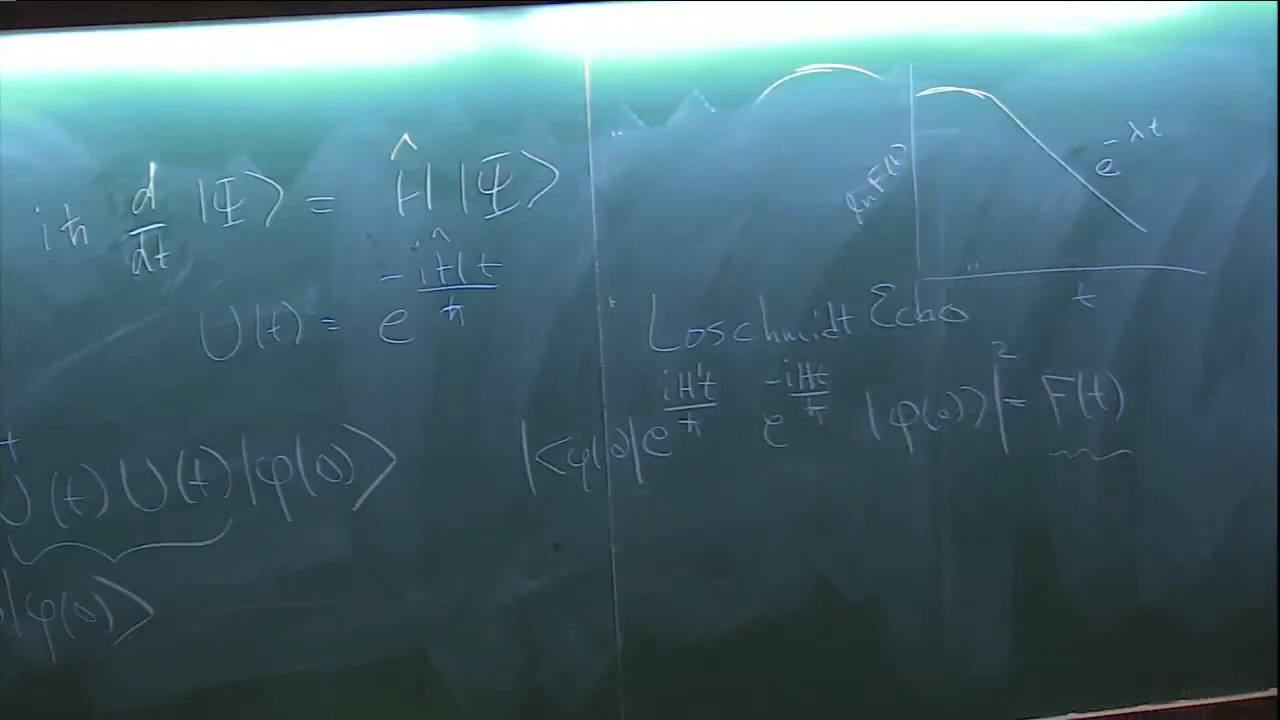 iħ d/dt |Ψ⟩ = Ĥ |Ψ⟩
U(t) = e^{-iĤt/ħ}
U†(t) U(t) |φ(0)⟩
|φ(0)⟩
ln F(t)
e^{-λt}
t
Loschmidt Echo
|⟨φ(0)| e^{iH't/ħ} e^{-iHt/ħ} |φ(0)⟩|² = F(t)